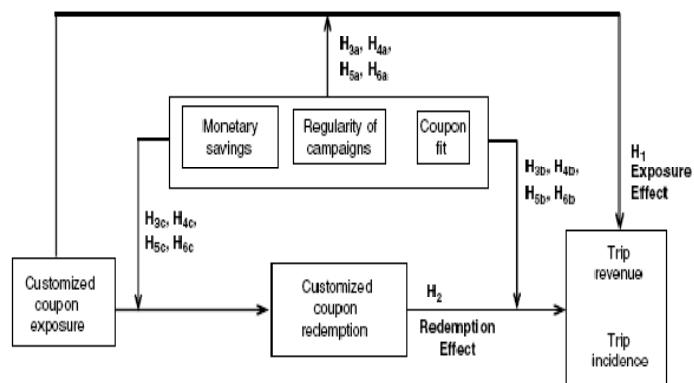 H3a, H4a,
H5a, H6a
Monetary
savings
Regularity of
campaigns
Coupon
fit
H3b, H4b,
H5b, H6b
H1
Exposure
Effect
H3c, H4c,
H5c, H6c
Customized
coupon
exposure
Customized
coupon
redemption
H2
Redemption
Effect
Trip
revenue
Trip
incidence